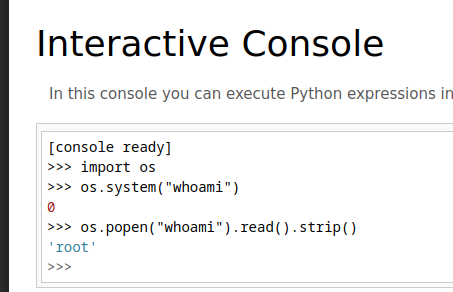 Interactive Console
In this console you can execute Python expressions in
[console ready]
>>> import os
>>> os.system("whoami")
0
>>> os.popen("whoami").read().strip()
'root'
>>>